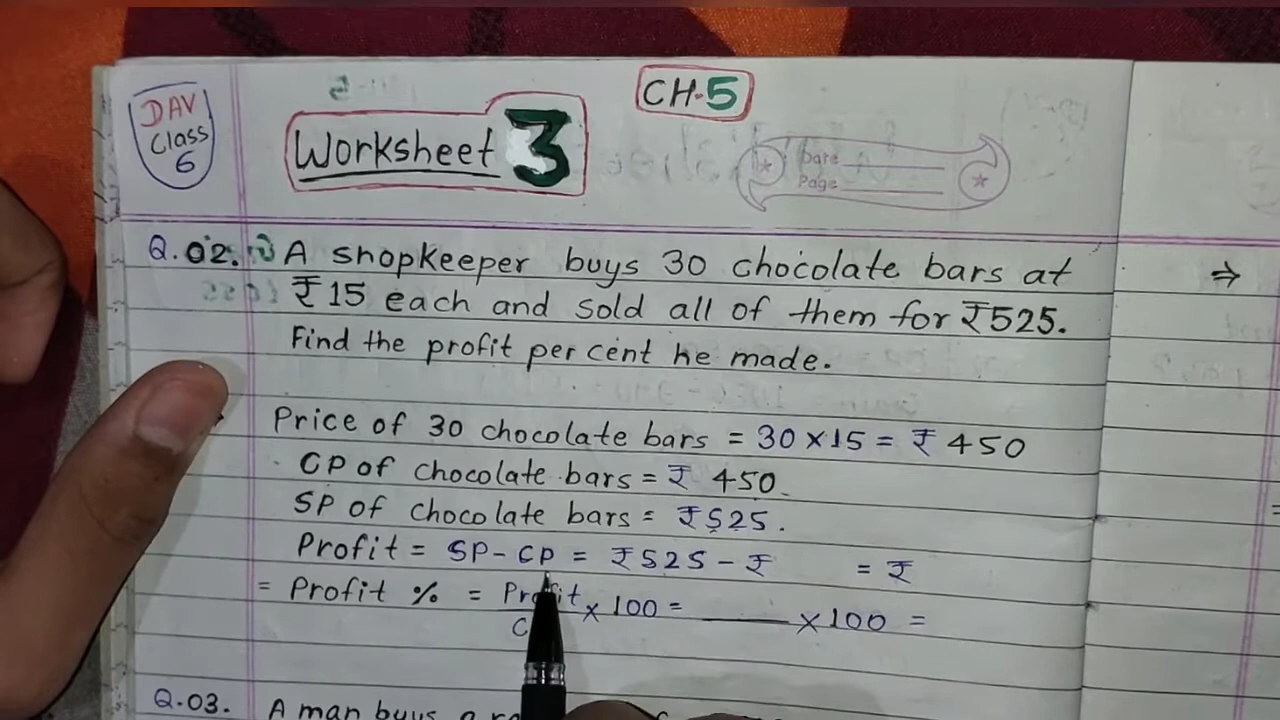 DAV
Class
6
Worksheet 3
CH-5
Date
Page
Q.02. A shopkeeper buys 30 chocolate bars at
₹15 each and sold all of them for ₹525.
Find the profit per cent he made.
Price of 30 chocolate bars = 30 × 15 = ₹ 450
CP of chocolate bars = ₹ 450.
SP of chocolate bars = ₹525.
Profit = SP - CP = ₹525 - ₹ = ₹
= Profit % = Profit × 100 = ____ × 100 =
Q.03. A man buys a